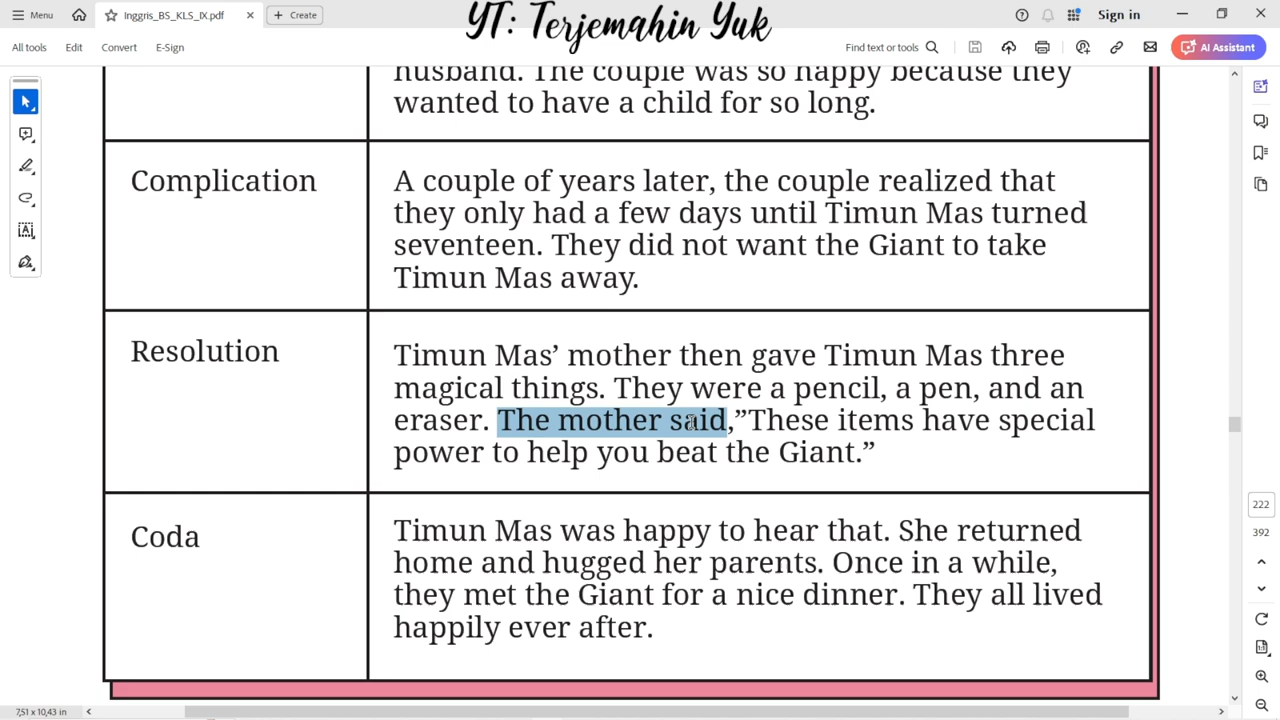 Menu
Inggris_BS_KLS_IX.pdf
Create
YT: Terjemahin Yuk
Sign in
All tools
Edit
Convert
E-Sign
Find text or tools
AI Assistant
husband. The couple was so happy because they
wanted to have a child for so long.
Complication
A couple of years later, the couple realized that
they only had a few days until Timun Mas turned
seventeen. They did not want the Giant to take
Timun Mas away.
Resolution
Timun Mas’ mother then gave Timun Mas three
magical things. They were a pencil, a pen, and an
eraser. The mother said,”These items have special
power to help you beat the Giant.”
Coda
Timun Mas was happy to hear that. She returned
home and hugged her parents. Once in a while,
they met the Giant for a nice dinner. They all lived
happily ever after.
222
392
7,51 x 10,43 in